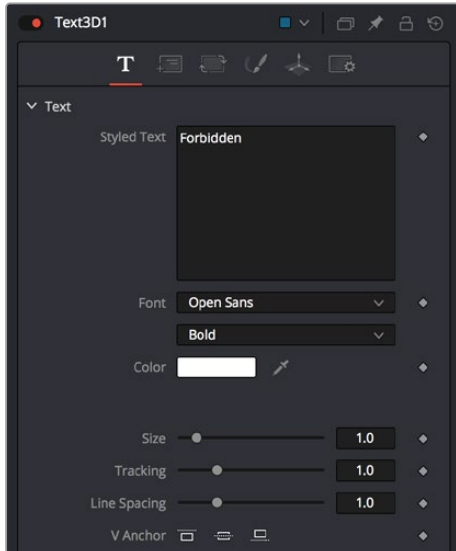 Text3D1
T
Text
Styled Text Forbidden
Font Open Sans
Bold
Color
Size 1.0
Tracking 1.0
Line Spacing 1.0
V Anchor